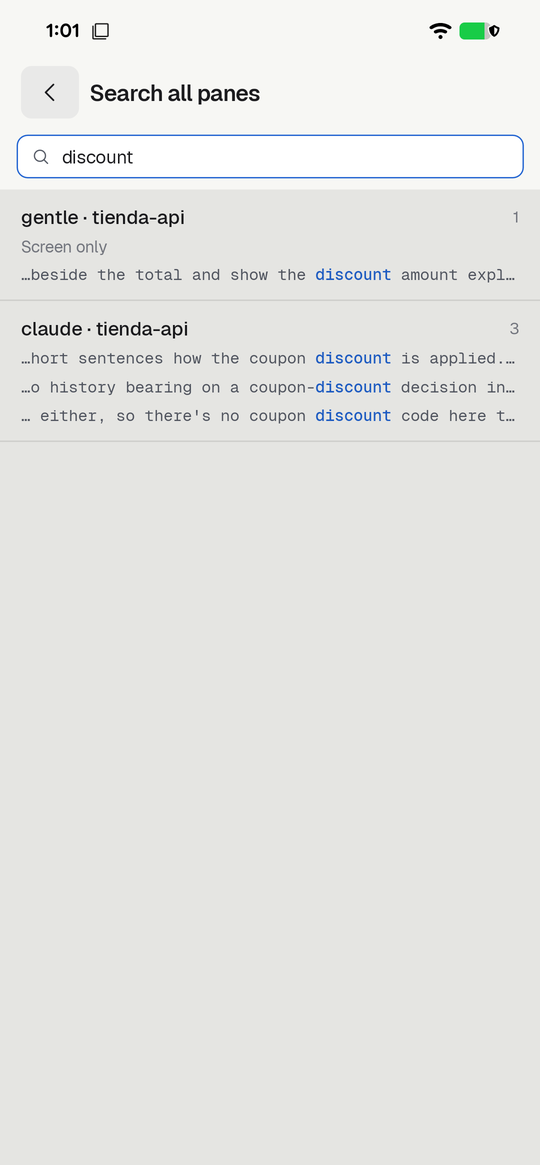 1:01
Search all panes
discount
gentle · tienda-api
1
Screen only
…beside the total and show the discount amount expl…
claude · tienda-api
3
…hort sentences how the coupon discount is applied.…
…o history bearing on a coupon-discount decision in…
… either, so there's no coupon discount code here t…